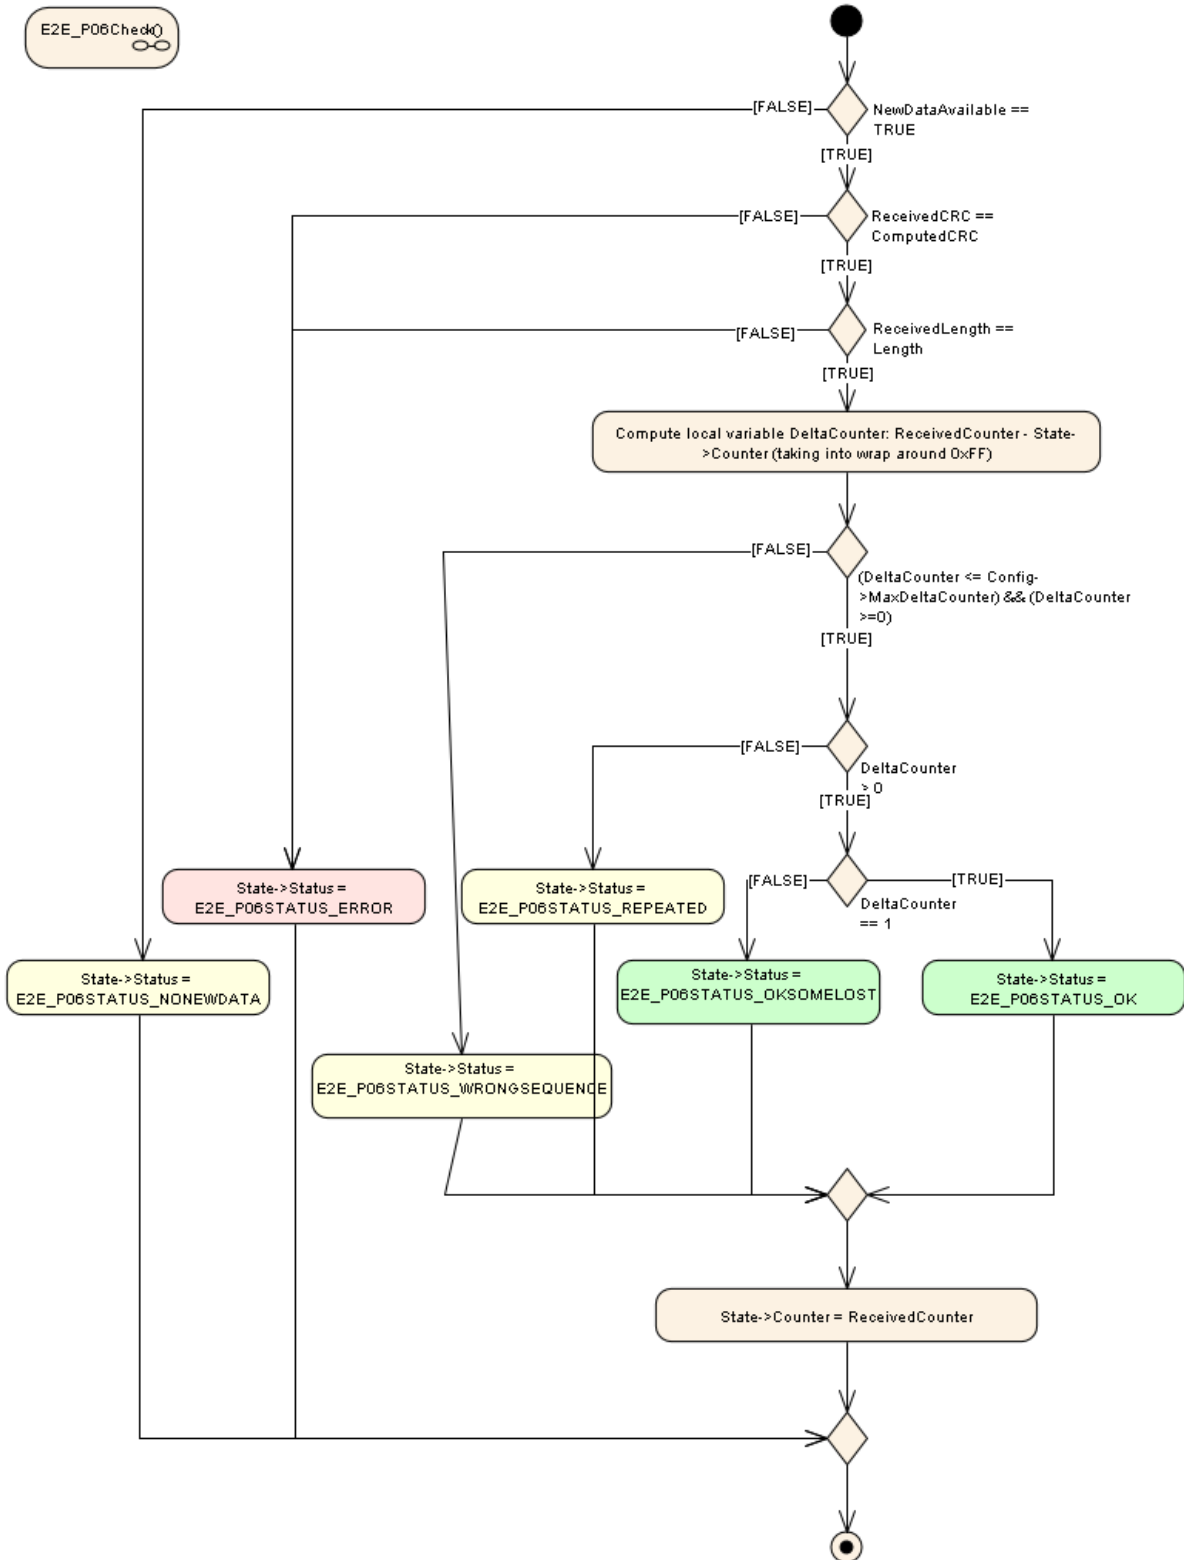 E2E_P06Check()
[FALSE]
NewDataAvailable ==
TRUE
[TRUE]
[FALSE]
ReceivedCRC ==
ComputedCRC
[TRUE]
[FALSE]
ReceivedLength ==
Length
[TRUE]
Compute local variable DeltaCounter: ReceivedCounter - State-
>Counter (taking into wrap around 0xFF)
[FALSE]
(DeltaCounter <= Config-
>MaxDeltaCounter) && (DeltaCounter
>=0)
[TRUE]
[FALSE]
DeltaCounter
> 0
[TRUE]
[FALSE]
[TRUE]
DeltaCounter
== 1
State->Status =
E2E_P06STATUS_ERROR
State->Status =
E2E_P06STATUS_REPEATED
State->Status =
E2E_P06STATUS_NONEWDATA
State->Status =
E2E_P06STATUS_OKSOMELOST
State->Status =
E2E_P06STATUS_OK
State->Status =
E2E_P06STATUS_WRONGSEQUENCE
State->Counter = ReceivedCounter